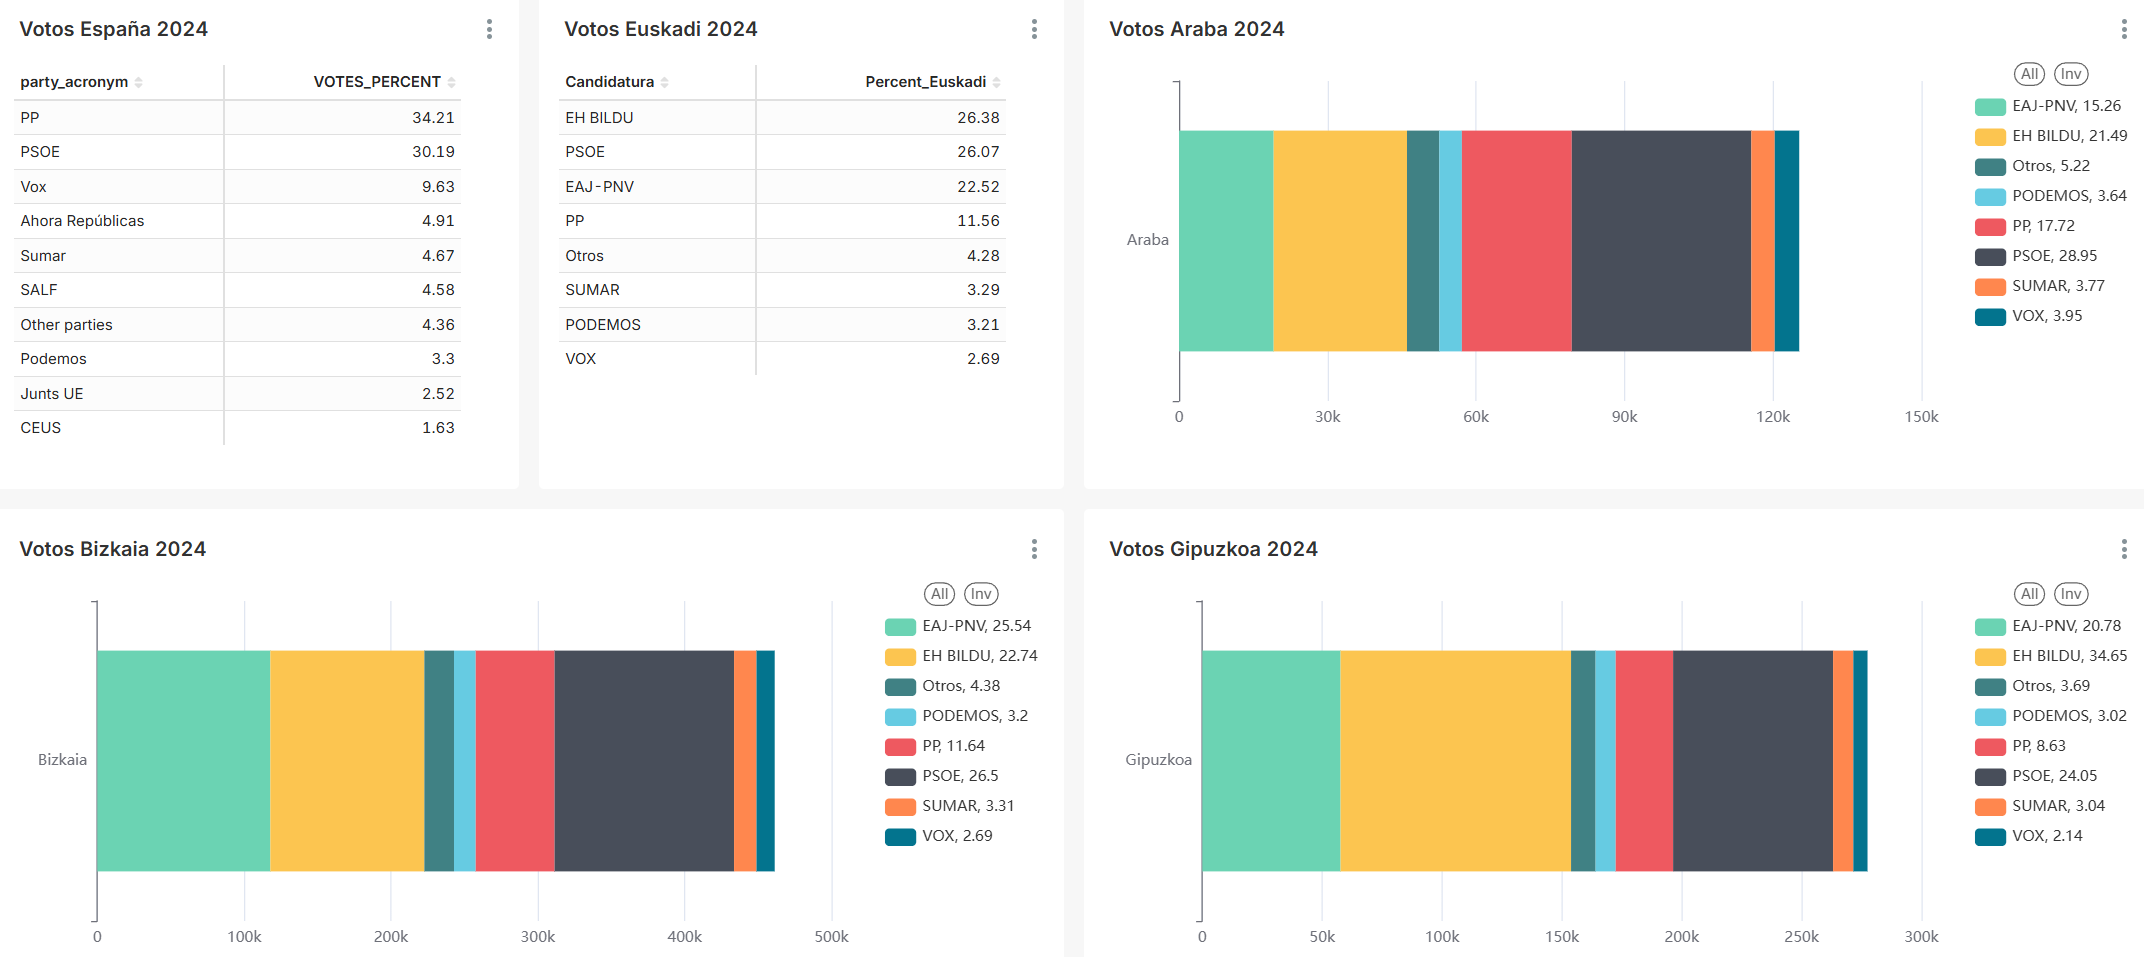 Votos España 2024
party_acronym VOTES_PERCENT
PP 34.21
PSOE 30.19
Vox 9.63
Ahora Repúblicas 4.91
Sumar 4.67
SALF 4.58
Other parties 4.36
Podemos 3.3
Junts UE 2.52
CEUS 1.63
Votos Euskadi 2024
Candidatura Percent_Euskadi
EH BILDU 26.38
PSOE 26.07
EAJ-PNV 22.52
PP 11.56
Otros 4.28
SUMAR 3.29
PODEMOS 3.21
VOX 2.69
Votos Araba 2024
All Inv
EAJ-PNV, 15.26
EH BILDU, 21.49
Otros, 5.22
PODEMOS, 3.64
PP, 17.72
PSOE, 28.95
SUMAR, 3.77
VOX, 3.95
Araba
0 30k 60k 90k 120k 150k
Votos Bizkaia 2024
All Inv
EAJ-PNV, 25.54
EH BILDU, 22.74
Otros, 4.38
PODEMOS, 3.2
PP, 11.64
PSOE, 26.5
SUMAR, 3.31
VOX, 2.69
Bizkaia
0 100k 200k 300k 400k 500k
Votos Gipuzkoa 2024
All Inv
EAJ-PNV, 20.78
EH BILDU, 34.65
Otros, 3.69
PODEMOS, 3.02
PP, 8.63
PSOE, 24.05
SUMAR, 3.04
VOX, 2.14
Gipuzkoa
0 50k 100k 150k 200k 250k 300k